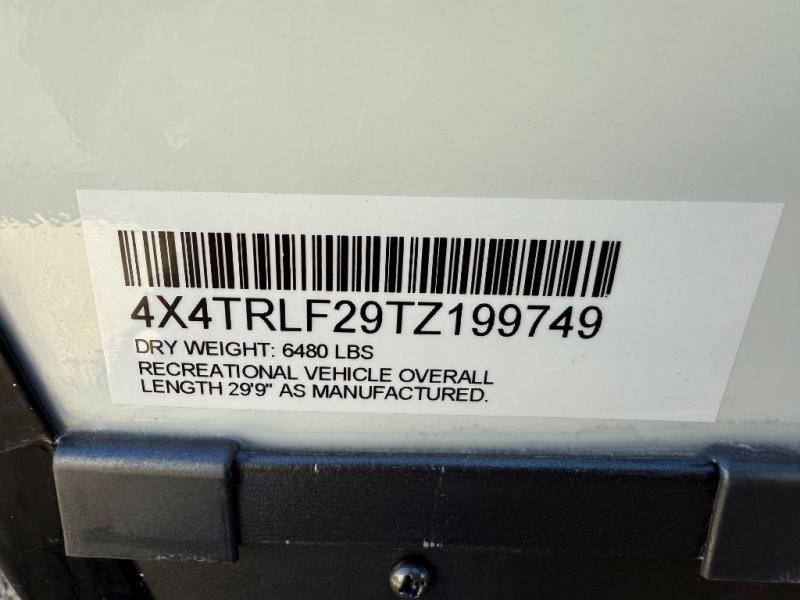 4X4TRLF29TZ199749
DRY WEIGHT: 6480 LBS
RECREATIONAL VEHICLE OVERALL
LENGTH 29'9" AS MANUFACTURED.